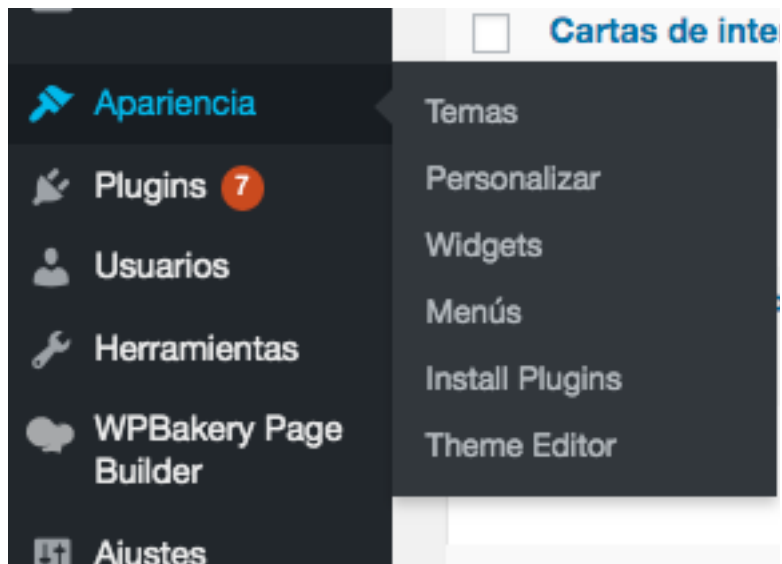 Cartas de inte
Apariencia
Temas
Personalizar
Widgets
Menús
Install Plugins
Theme Editor
Plugins 7
Usuarios
Herramientas
WPBakery Page
Builder
Ajustes